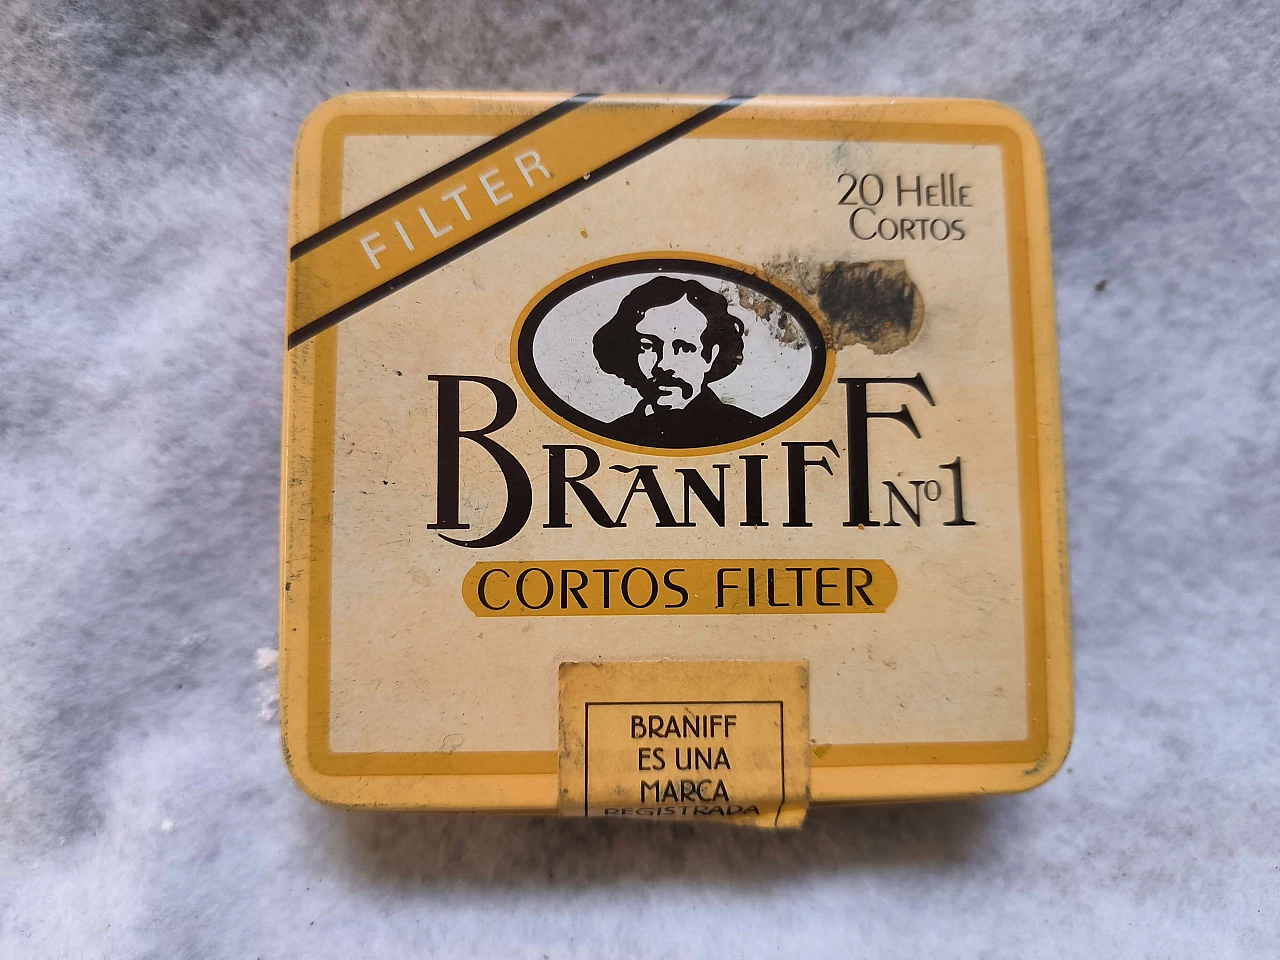 FILTER
20 Helle
Cortos
BRANIFF Nº1
CORTOS FILTER
BRANIFF
ES UNA
MARCA
REGISTRADA